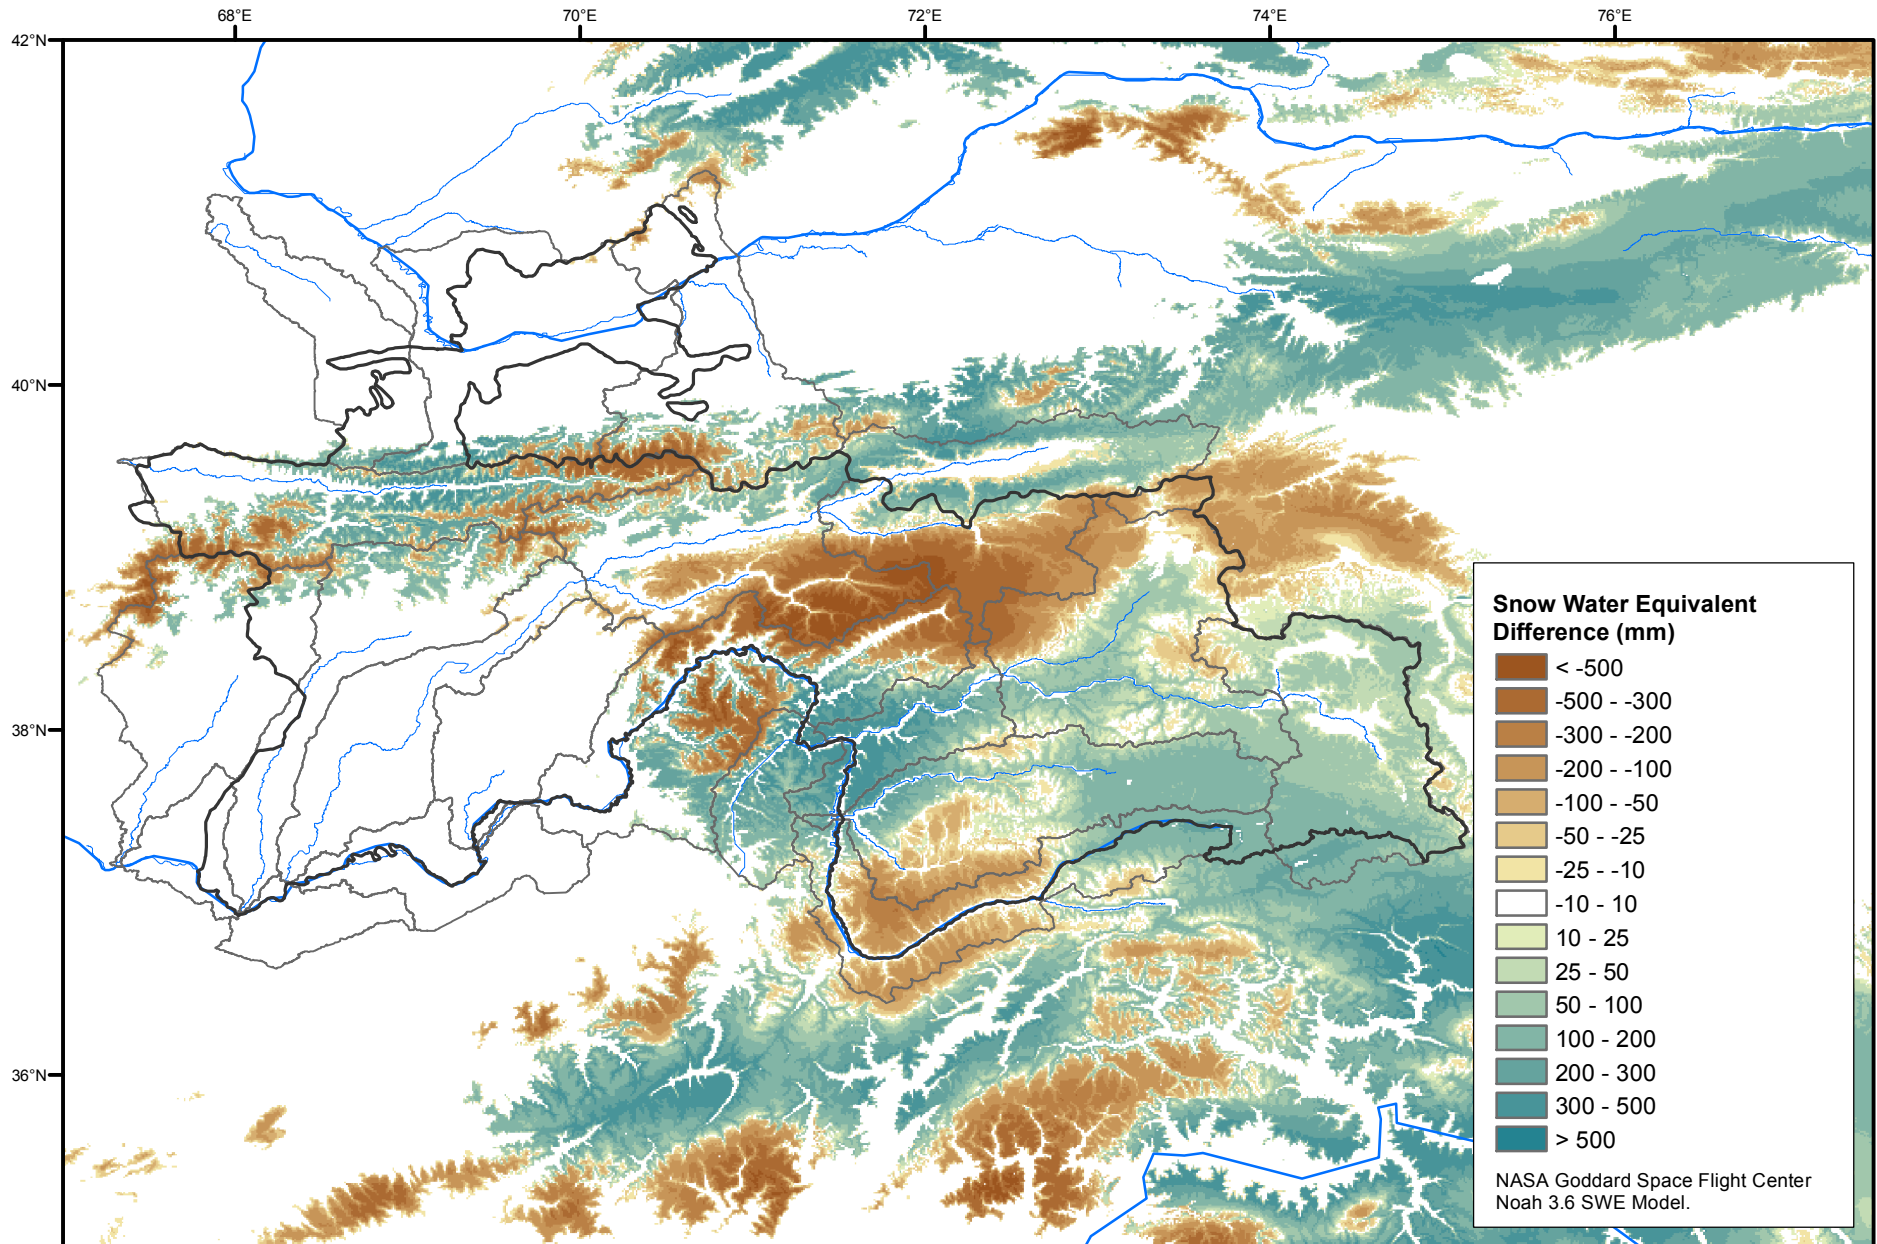 68°E
70°E
72°E
74°E
76°E
42°N
40°N
38°N
36°N
Snow Water Equivalent
Difference (mm)
< -500
-500 - -300
-300 - -200
-200 - -100
-100 - -50
-50 - -25
-25 - -10
-10 - 10
10 - 25
25 - 50
50 - 100
100 - 200
200 - 300
300 - 500
> 500
NASA Goddard Space Flight Center
Noah 3.6 SWE Model.